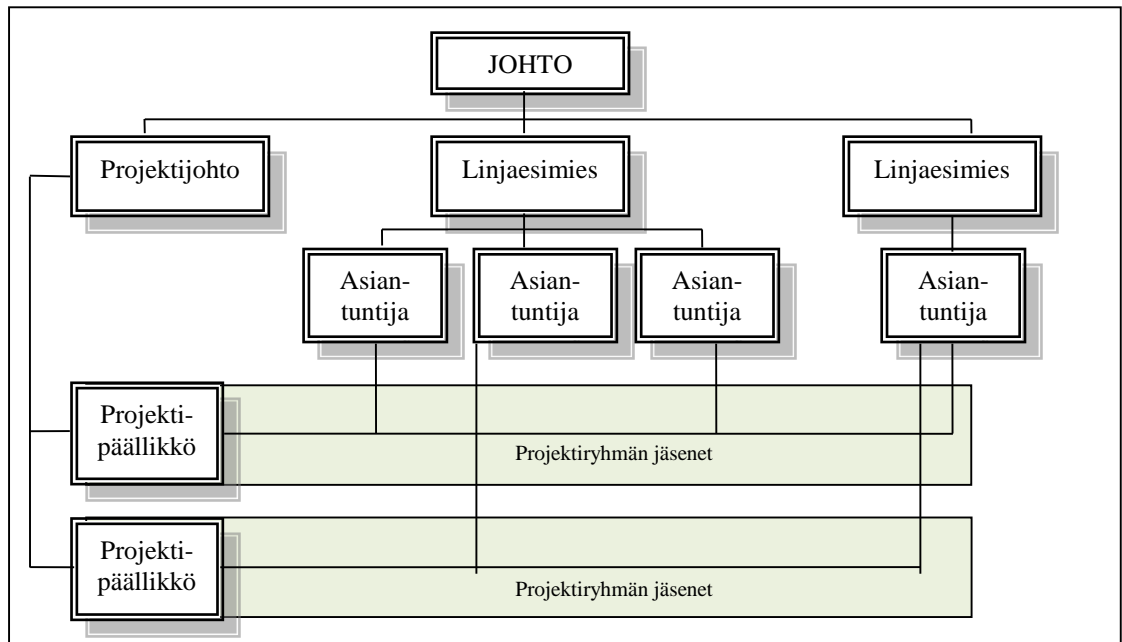 JOHTO
Projektijohto
Linjaesimies
Linjaesimies
Asian-
tuntija
Asian-
tuntija
Asian-
tuntija
Asian-
tuntija
Projekti-
päällikkö
Projektiryhmän jäsenet
Projekti-
päällikkö
Projektiryhmän jäsenet